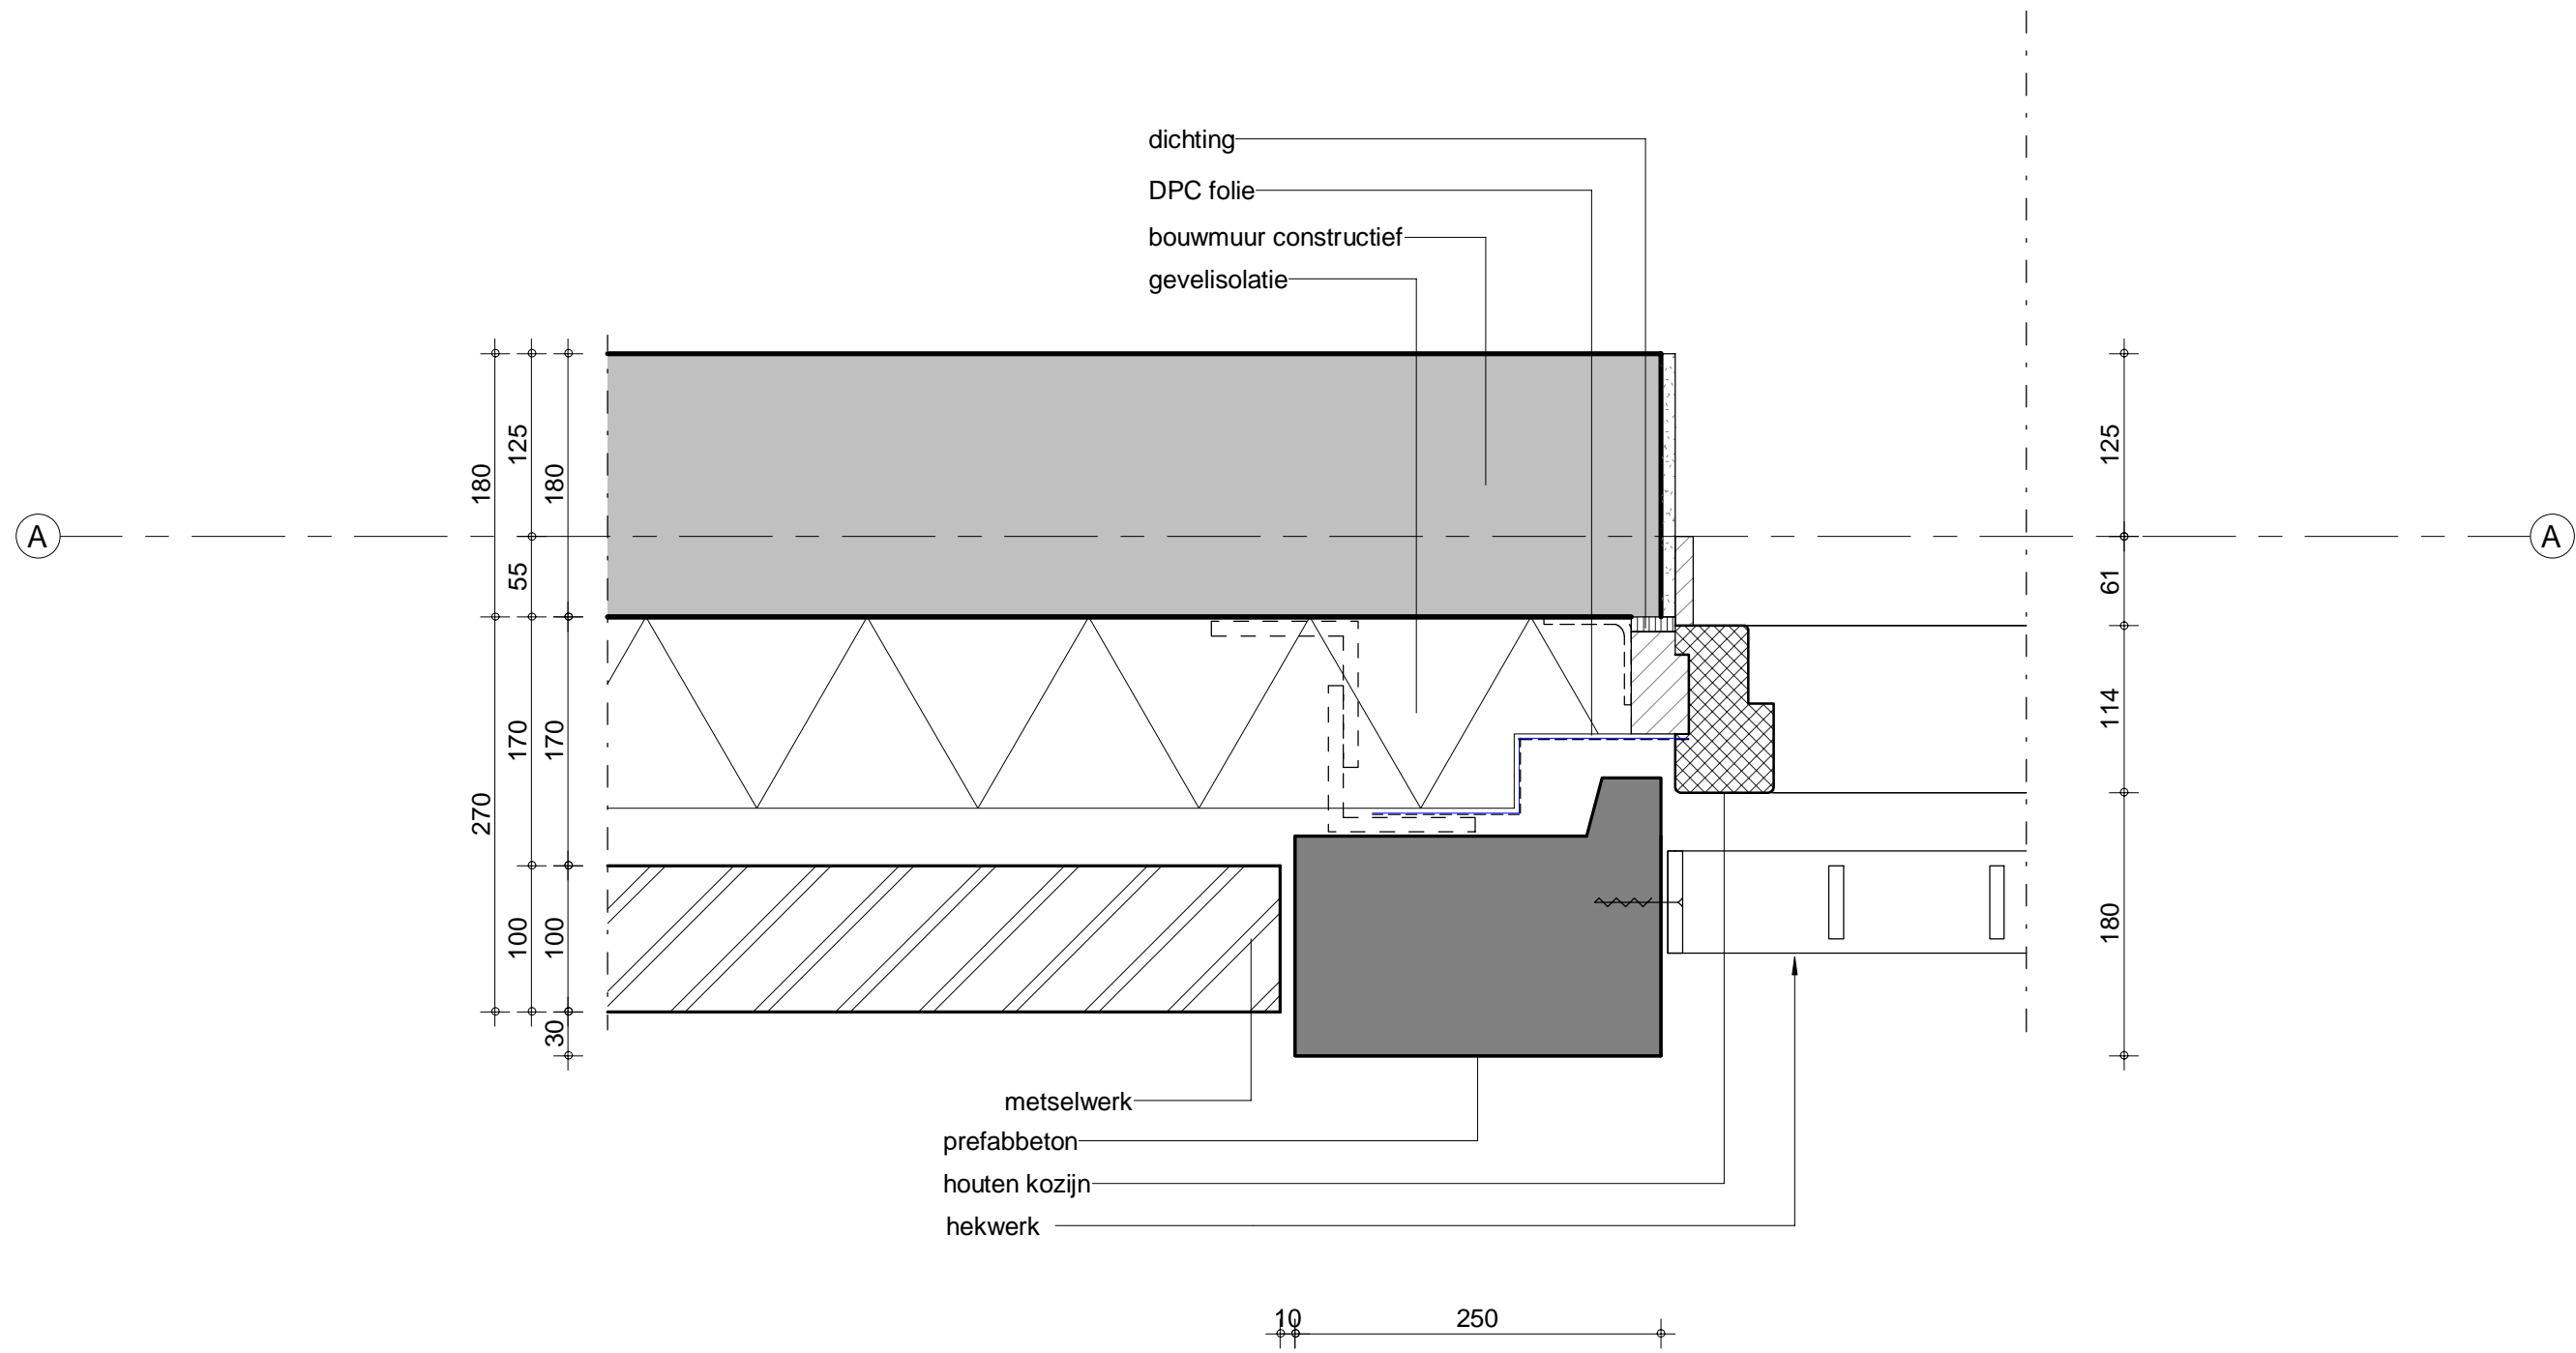 dichting
DPC folie
bouwmuur constructief
gevelisolatie
180
125
180
125
A
A
55
61
170
170
114
270
100
100
180
30
metselwerk
prefabbeton
houten kozijn
hekwerk
10
250